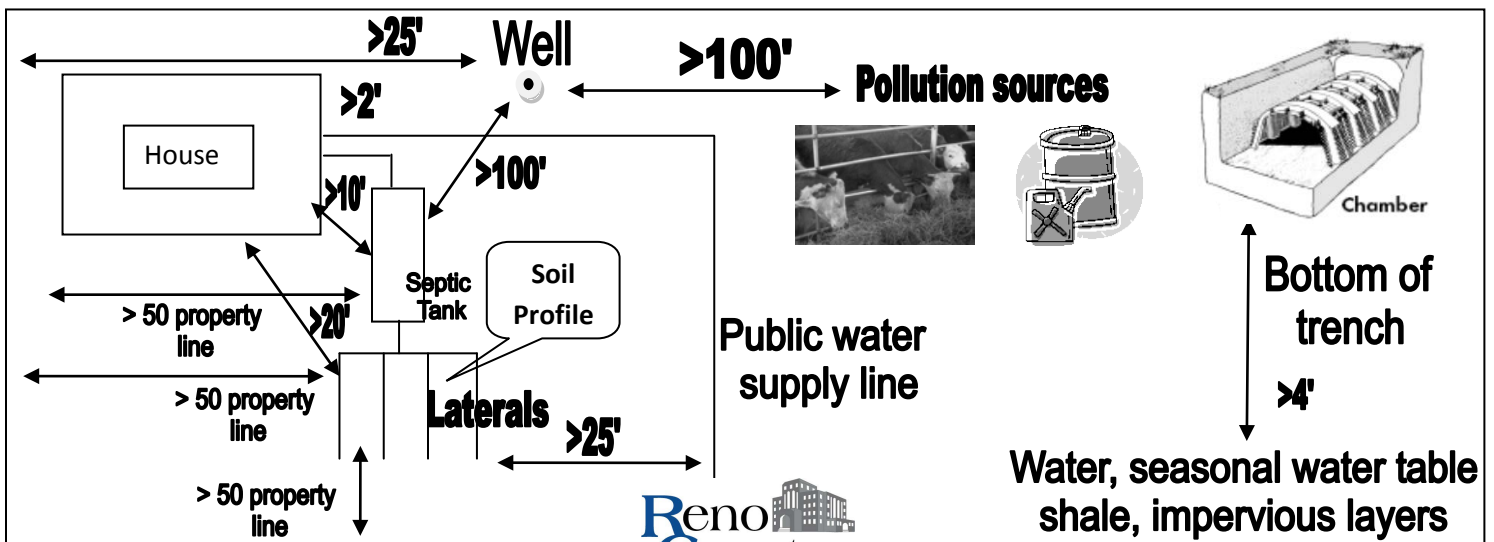 >25'
Well
>100'
Pollution sources
>2'
House
>10'
>100'
Chamber
Septic
Tank
Soil
Profile
Bottom of
trench
> 50 property
line
>20'
Public water
supply line
> 50 property
line
Laterals
>4'
>25'
Water, seasonal water table
shale, impervious layers
> 50 property
line
Reno